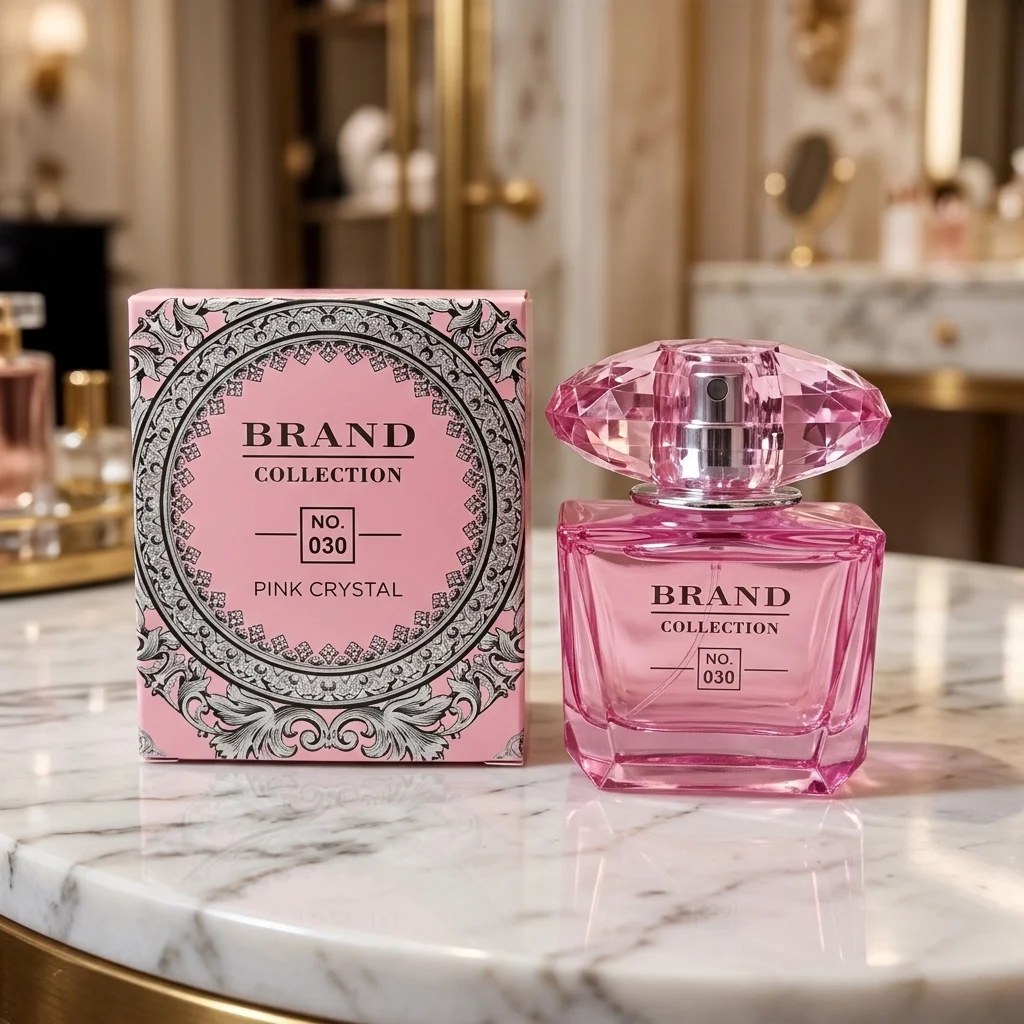 BRAND
COLLECTION
NO.
030
PINK CRYSTAL
BRAND
COLLECTION
NO.
030